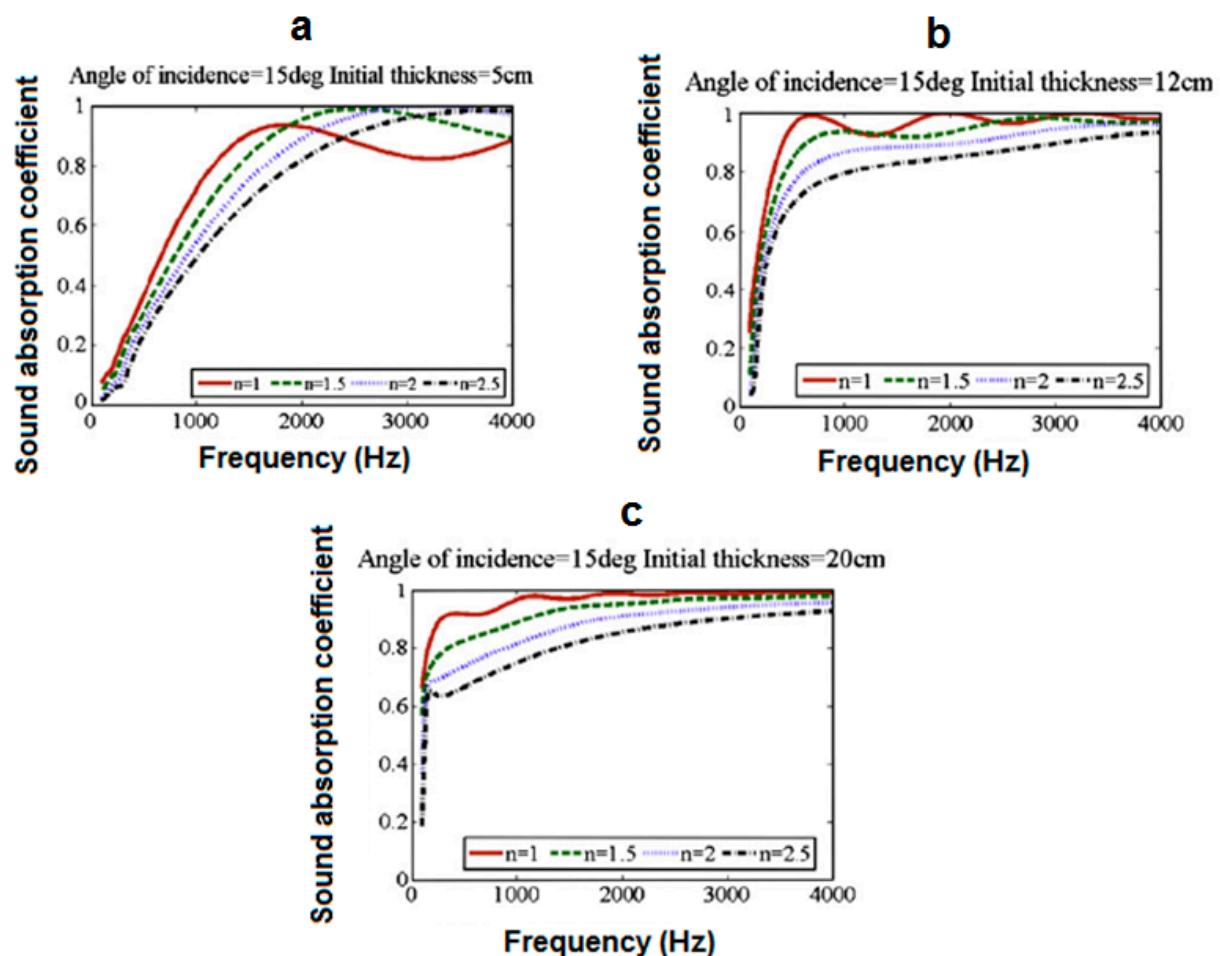 a
Angle of incidence=15deg Initial thickness=5cm
Sound absorption coefficient
1
0.8
0.6
0.4
0.2
0
n=1 n=1.5 n=2 n=2.5
0 1000 2000 3000 4000
Frequency (Hz)
b
Angle of incidence=15deg Initial thickness=12cm
Sound absorption coefficient
1
0.8
0.6
0.4
0.2
0
n=1 n=1.5 n=2 n=2.5
0 1000 2000 3000 4000
Frequency (Hz)
c
Angle of incidence=15deg Initial thickness=20cm
Sound absorption coefficient
1
0.8
0.6
0.4
0.2
0
n=1 n=1.5 n=2 n=2.5
0 1000 2000 3000 4000
Frequency (Hz)